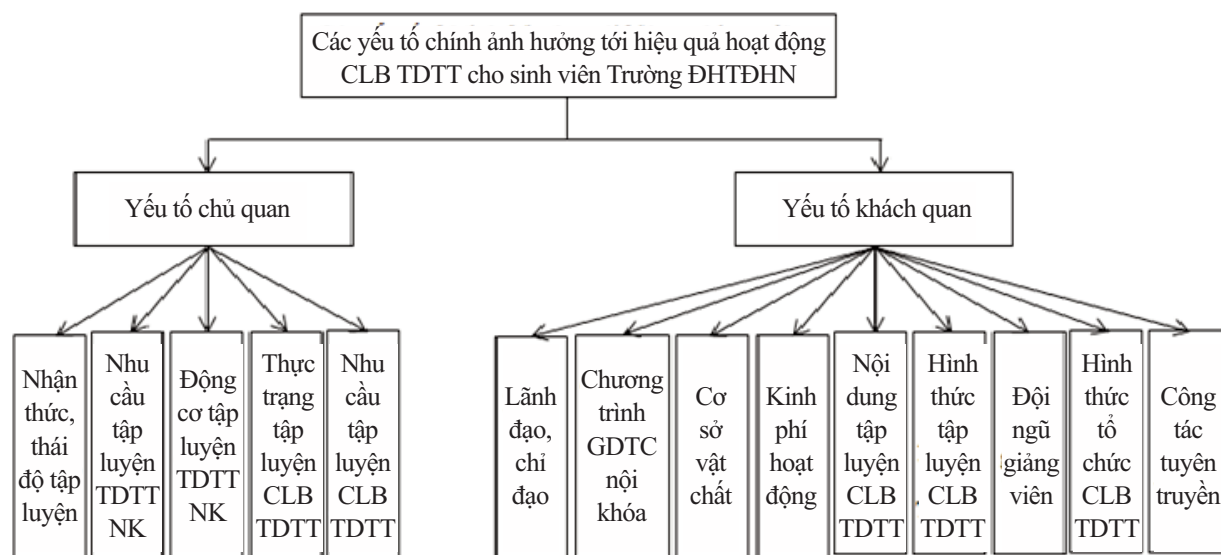 Các yếu tố chính ảnh hưởng tới hiệu quả hoạt động
CLB TDTT cho sinh viên Trường ĐHTĐHN
Yếu tố chủ quan
Yếu tố khách quan
Nhận
thức,
thái
độ tập
luyện
Nhu
cầu
tập
luyện
TDTT
NK
Động
cơ tập
luyện
TDTT
NK
Thực
trạng
tập
luyện
CLB
TDTT
Nhu
cầu
tập
luyện
CLB
TDTT
Lãnh
đạo,
chỉ
đạo
Chương
trình
GDTC
nội
khóa
Cơ
sở
vật
chất
Kinh
phí
hoạt
động
Nội
dung
tập
luyện
CLB
TDTT
Hình
thức
tập
luyện
CLB
TDTT
Đội
ngũ
giảng
viên
Hình
thức
tổ
chức
CLB
TDTT
Công
tác
tuyên
truyền